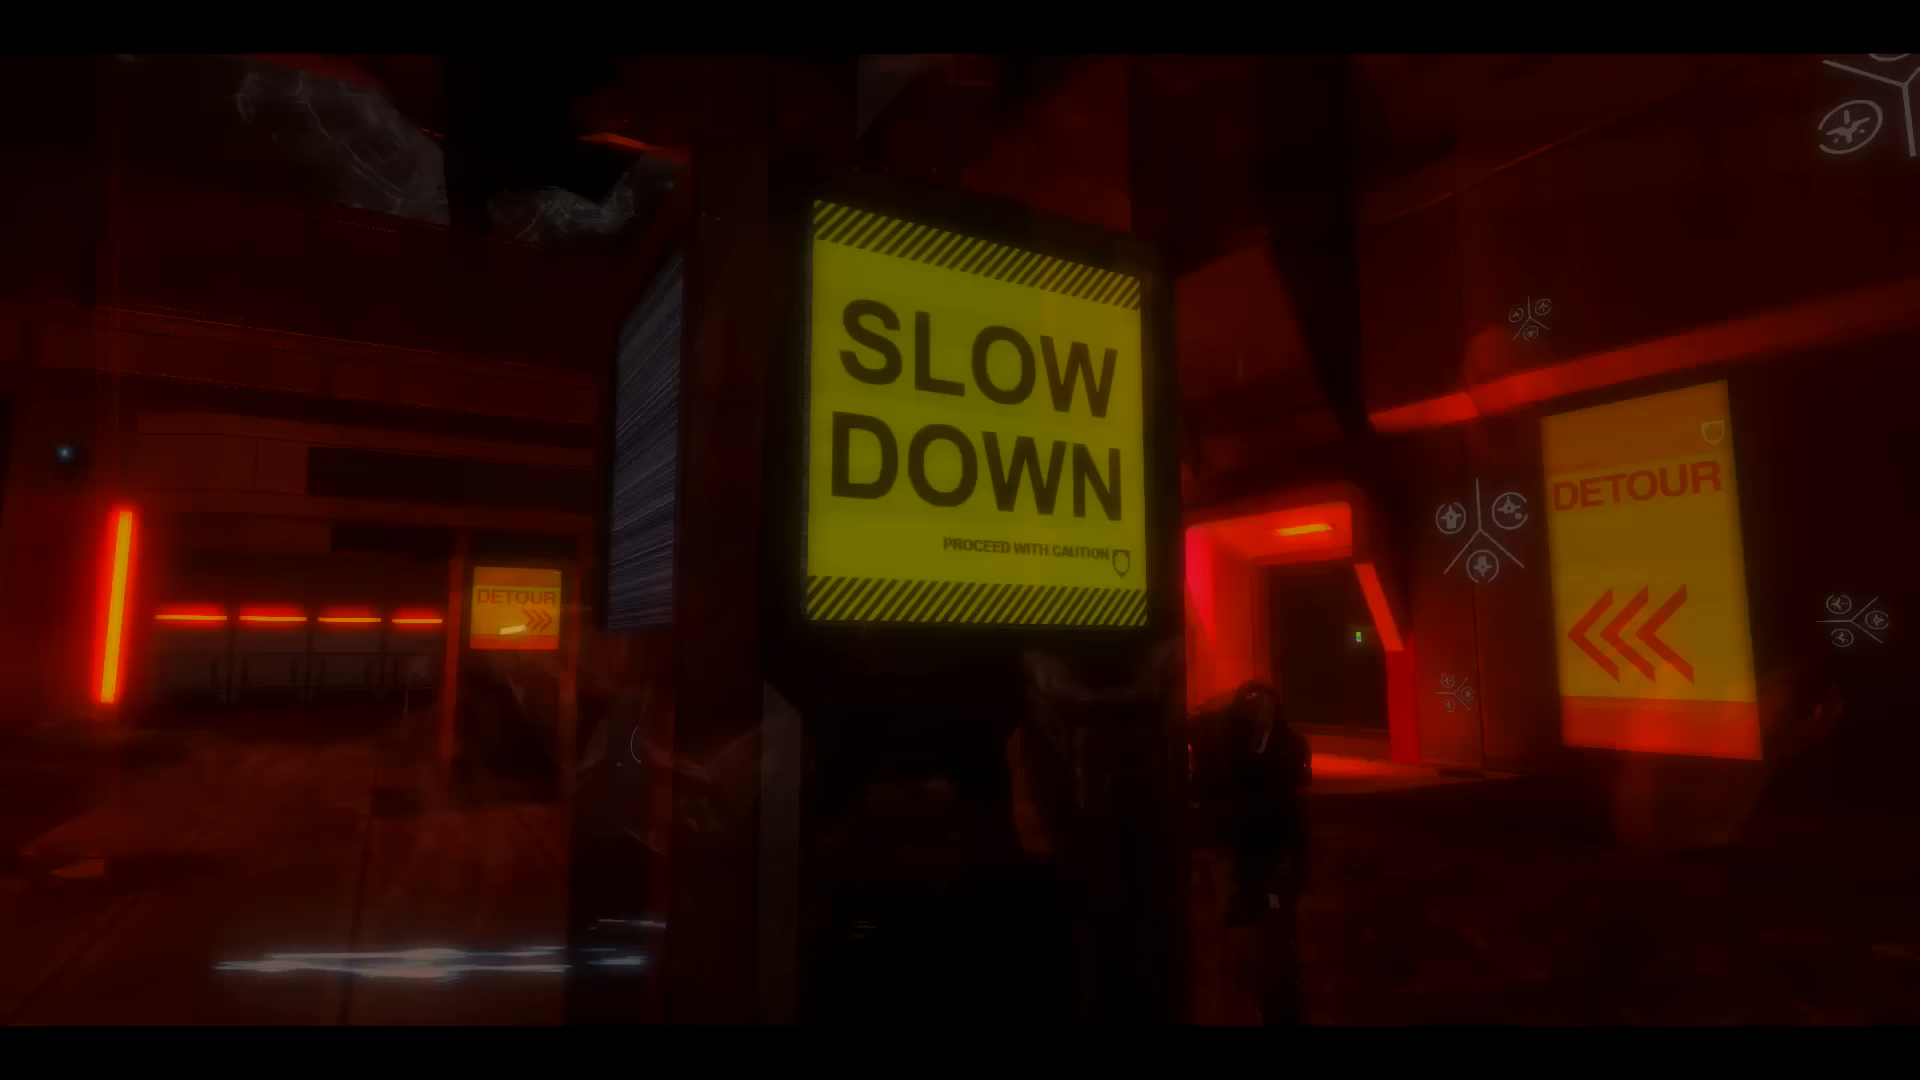 SLOW
DOWN
PROCEED WITH CAUTION
DETOUR
DETOUR